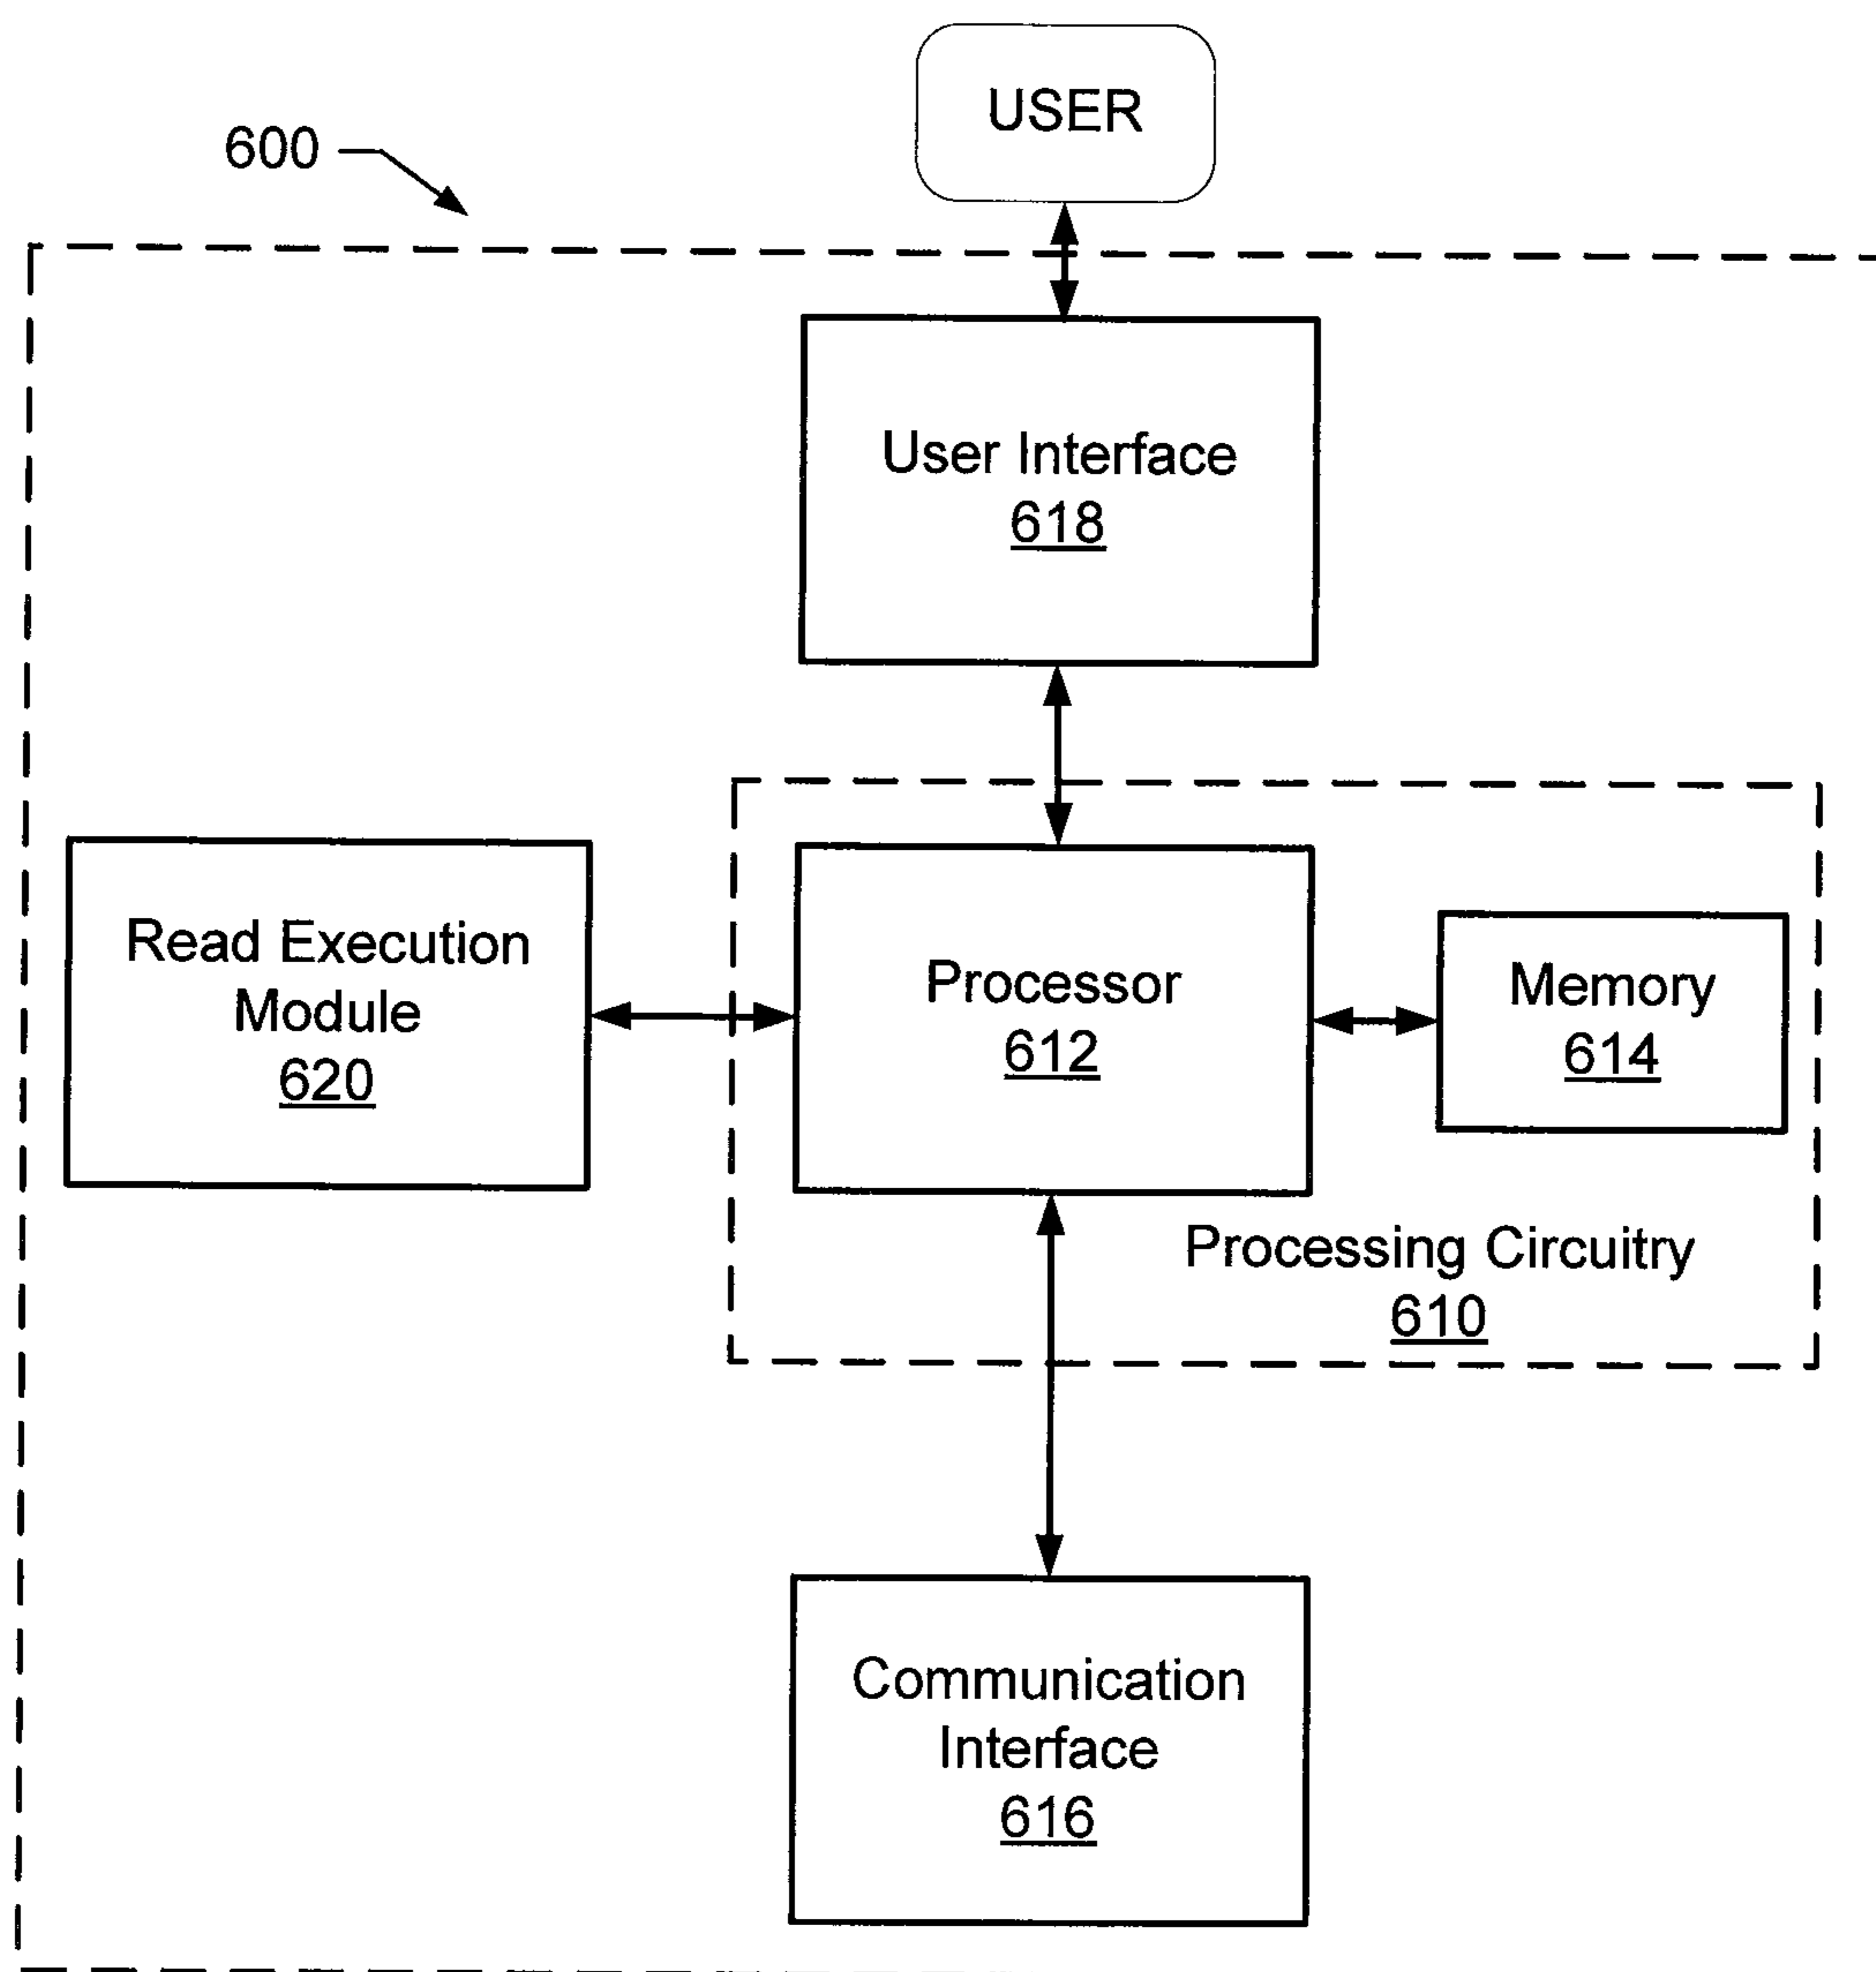 USER
600
User Interface
618
Read Execution
Module
620
Processor
612
Memory
614
Processing Circuitry
610
Communication
Interface
616